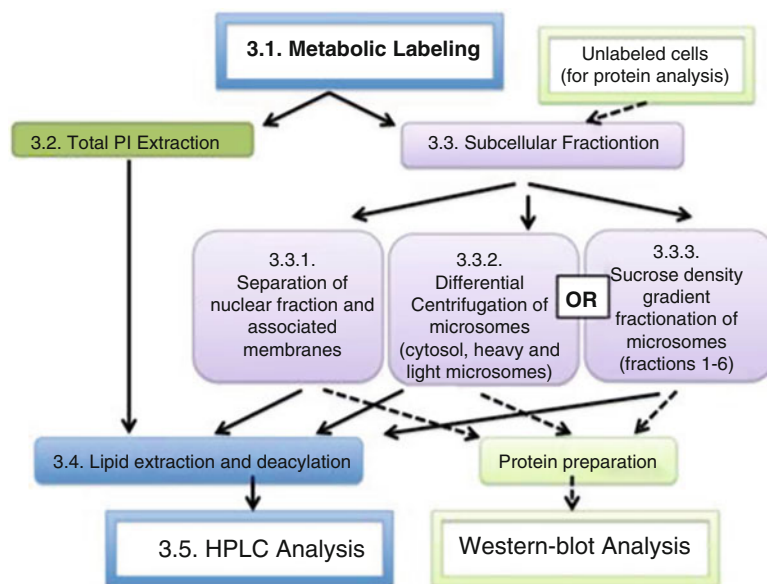 3.1. Metabolic Labeling
Unlabeled cells
(for protein analysis)
3.2. Total PI Extraction
3.3. Subcellular Fractiontion
3.3.1.
Separation of
nuclear fraction and
associated
membranes
3.3.2.
Differential
Centrifugation of
microsomes
(cytosol, heavy and
light microsomes)
OR
3.3.3.
Sucrose density
gradient
fractionation of
microsomes
(fractions 1-6)
3.4. Lipid extraction and deacylation
Protein preparation
3.5. HPLC Analysis
Western-blot Analysis